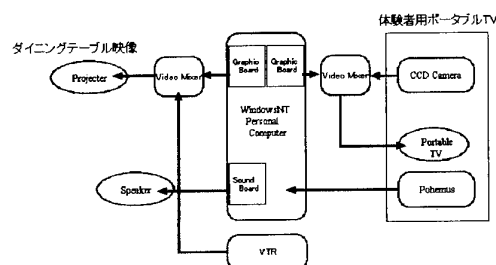 体験者用ポータブルTV
ダイニングテーブル映像
Projecter
Video Mixer
Graphic Board
Graphic Board
Video Mixer
CCD Camera
WindowsNT
Personal
Computer
Portable
TV
Speaker
Sound
Board
Pohemus
VTR